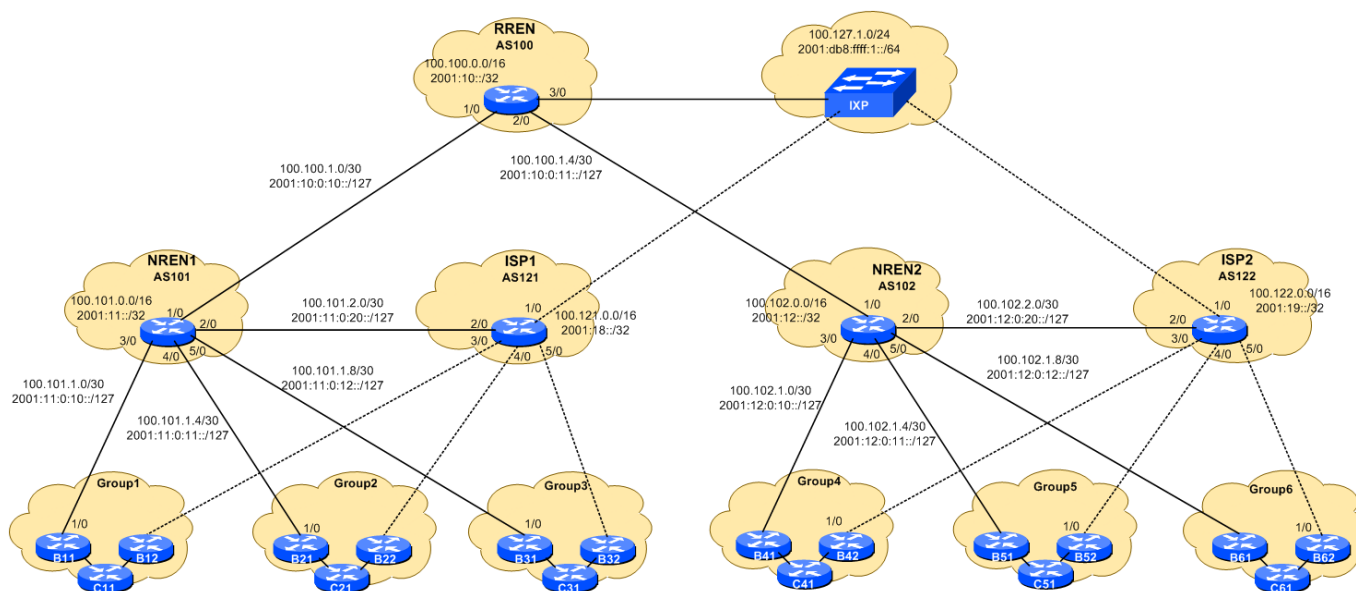 RREN
AS100
100.100.0.0/16
2001:10::/32
1/0
2/0
3/0
100.127.1.0/24
2001:db8:ffff:1::/64
IXP
100.100.1.0/30
2001:10:0:10::/127
100.100.1.4/30
2001:10:0:11::/127
NREN1
AS101
100.101.0.0/16
2001:11::/32
1/0
2/0
3/0
4/0
5/0
100.101.2.0/30
2001:11:0:20::/127
ISP1
AS121
1/0
100.121.0.0/16
2001:18::/32
2/0
3/0
4/0
5/0
NREN2
AS102
100.102.0.0/16
2001:12::/32
1/0
2/0
3/0
4/0
5/0
100.102.2.0/30
2001:12:0:20::/127
ISP2
AS122
1/0
100.122.0.0/16
2001:19::/32
2/0
3/0
4/0
5/0
100.101.1.0/30
2001:11:0:10::/127
100.101.1.4/30
2001:11:0:11::/127
100.101.1.8/30
2001:11:0:12::/127
100.102.1.0/30
2001:12:0:10::/127
100.102.1.4/30
2001:12:0:11::/127
100.102.1.8/30
2001:12:0:12::/127
Group1
1/0
B11
B12
C11
Group2
1/0
B21
B22
C21
Group3
1/0
B31
B32
C31
Group4
1/0
B41
B42
C41
Group5
1/0
B51
B52
C51
Group6
1/0
B61
B62
C61